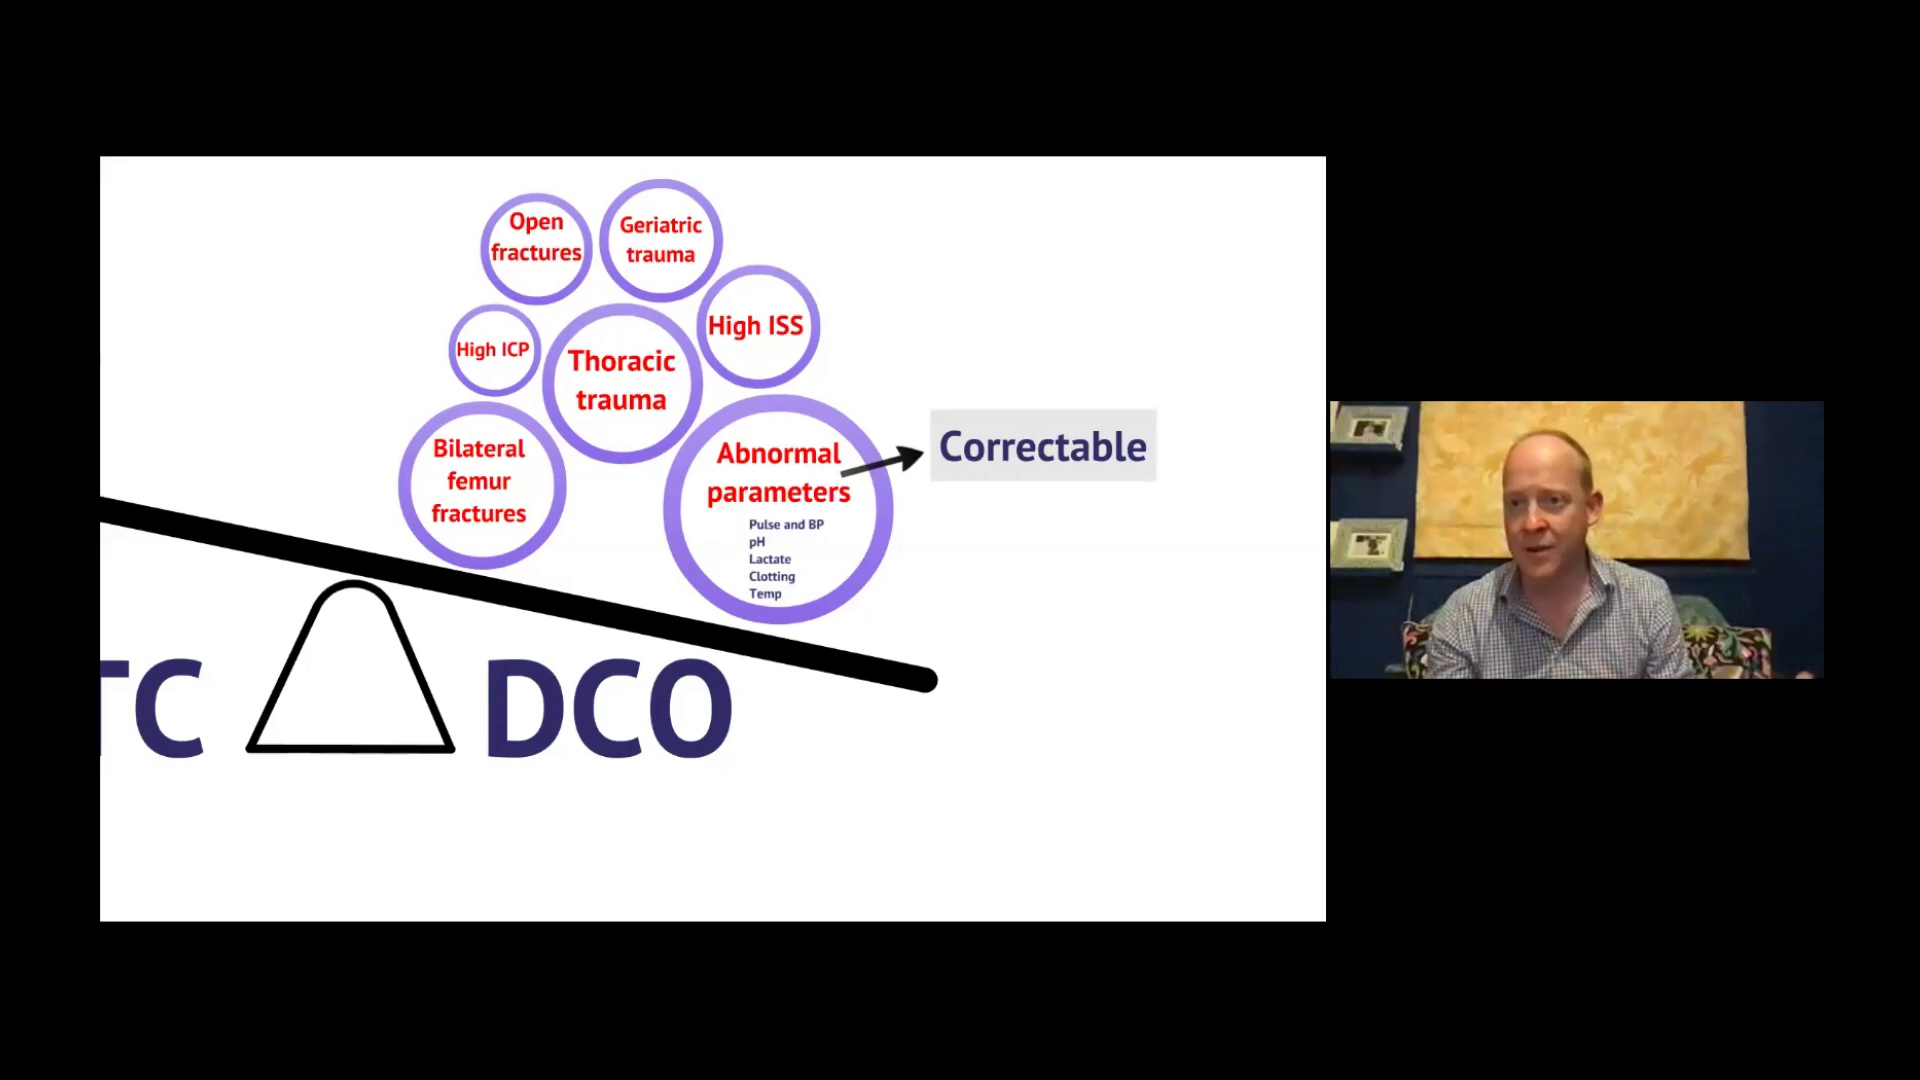 Open
fractures
Geriatric
trauma
High ISS
High ICP
Thoracic
trauma
Bilateral
femur
fractures
Abnormal
parameters
Pulse and BP
pH
Lactate
Clotting
Temp
Correctable
TC
DCO